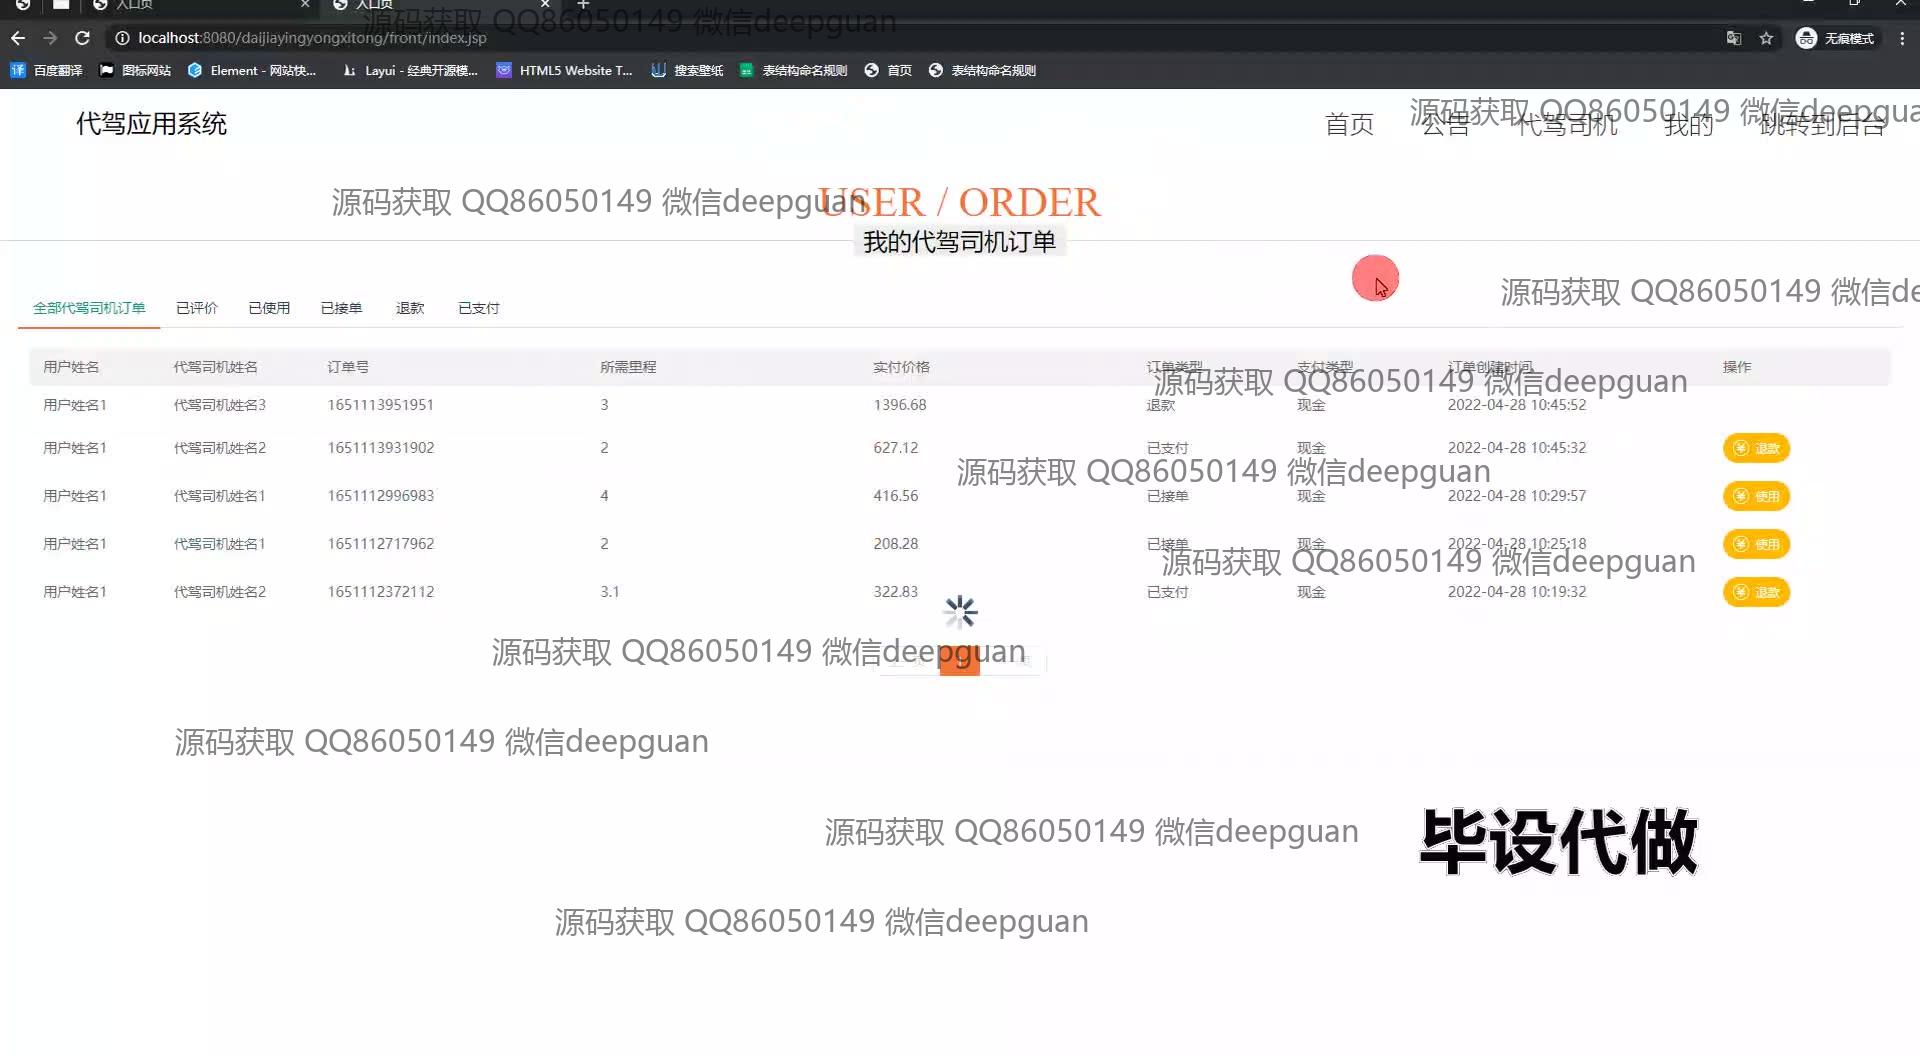 入口页
入口页
源码获取 QQ86050149 微信deepguan
localhost:8080/daijiayingyongxitong/front/index.jsp
无痕模式
百度翻译 图标网站 Element - 网站快... Layui - 经典开源模... HTML5 Website T... 搜索壁纸 表结构命名规则 首页 表结构命名规则
代驾应用系统
首页 公告 代驾司机 我的 跳转到后台
源码获取 QQ86050149 微信deepgua
源码获取 QQ86050149 微信deepguan
USER / ORDER
我的代驾司机订单
源码获取 QQ86050149 微信de
全部代驾司机订单 已评价 已使用 已接单 退款 已支付
用户姓名 代驾司机姓名 订单号 所需里程 实付价格 订单类型 支付类型 订单创建时间 操作
源码获取 QQ86050149 微信deepguan
用户姓名1 代驾司机姓名3 1651113951951 3 1396.68 退款 现金 2022-04-28 10:45:52
用户姓名1 代驾司机姓名2 1651113931902 2 627.12 已支付 现金 2022-04-28 10:45:32 退款
源码获取 QQ86050149 微信deepguan
用户姓名1 代驾司机姓名1 1651112996983 4 416.56 已接单 现金 2022-04-28 10:29:57 使用
用户姓名1 代驾司机姓名1 1651112717962 2 208.28 已接单 现金 2022-04-28 10:25:18 使用
源码获取 QQ86050149 微信deepguan
用户姓名1 代驾司机姓名2 1651112372112 3.1 322.83 已支付 现金 2022-04-28 10:19:32 退款
源码获取 QQ86050149 微信deepguan
1
源码获取 QQ86050149 微信deepguan
源码获取 QQ86050149 微信deepguan
毕设代做
源码获取 QQ86050149 微信deepguan